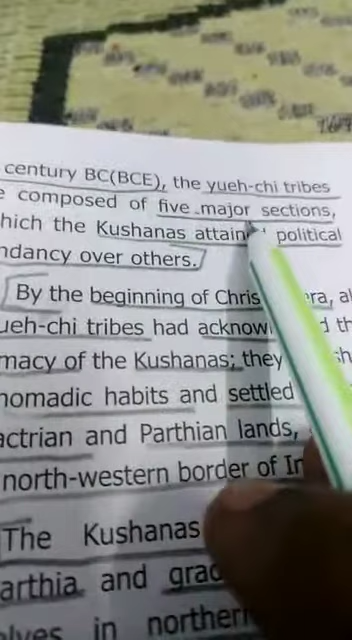 century BC(BCE), the yueh-chi tribes
composed of five major sections,
hich the Kushanas attain political
ndancy over others.
By the beginning of Chris ra, al
ueh-chi tribes had acknow d th
macy of the Kushanas; they sh
nomadic habits and settled
actrian and Parthian lands,
north-western border of In
The Kushanas
arthia and grad
elves in northern